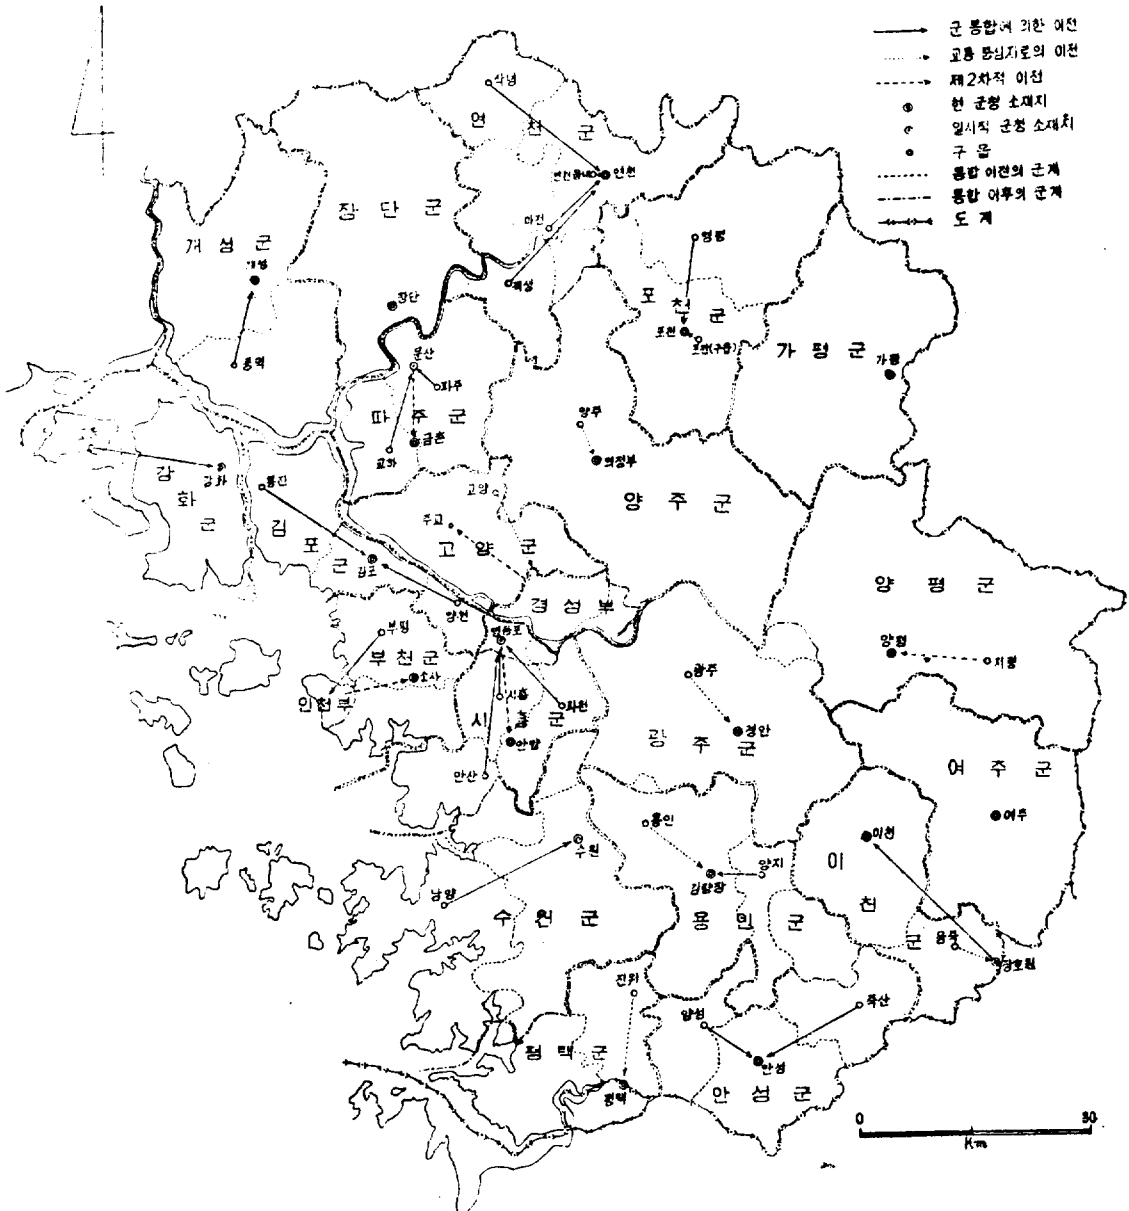 군 통합에 의한 이전
교통 중심지로의 이전
제2차적 이전
현 군청 소재지
일시적 군청 소재지
구 읍
통합 이전의 군계
통합 이후의 군계
도 계
삭녕
연 천 군
연천
마전
적성
장 단 군
장단
개 성 군
개성
풍덕
영평
포 천 군
포천
포천(구읍)
가 평 군
가평
문산
파주
파 주 군
금촌
교하
양주
의정부
양 주 군
강 화 군
강화
통진
김 포 군
김포
고양
주교
고 양 군
경 성 부
양천
영등포
양 평 군
양평
지평
부평
부 천 군
소사
인천부
시흥
시 흥 군
과천
안양
안산
광주
경안
광 주 군
여 주 군
여주
이천
이 천 군
음죽
장호원
용인
양지
김량장
용 인 군
수원
남양
수 원 군
진위
평 택 군
평택
양성
죽산
안성
안 성 군
0 30
Km